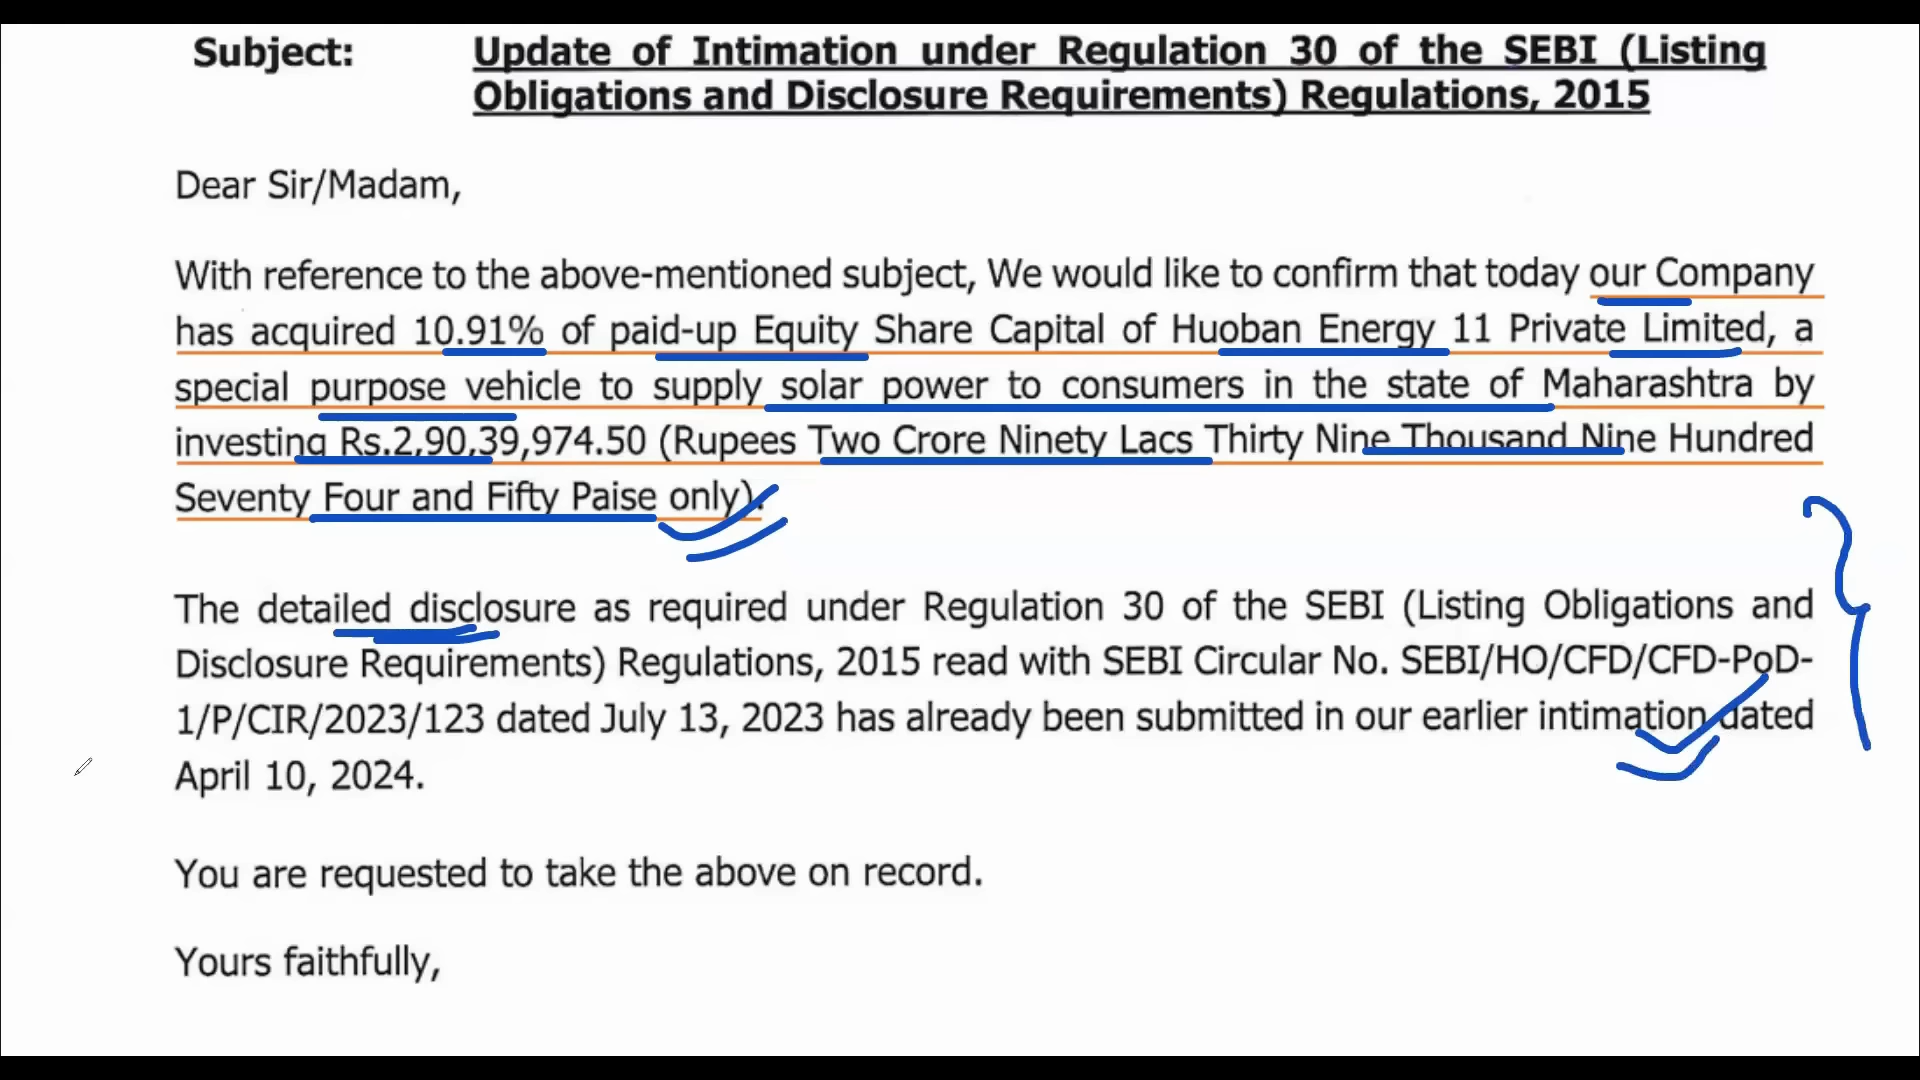 Subject: Update of Intimation under Regulation 30 of the SEBI (Listing
Obligations and Disclosure Requirements) Regulations, 2015
Dear Sir/Madam,
With reference to the above-mentioned subject, We would like to confirm that today our Company
has acquired 10.91% of paid-up Equity Share Capital of Huoban Energy 11 Private Limited, a
special purpose vehicle to supply solar power to consumers in the state of Maharashtra by
investing Rs.2,90,39,974.50 (Rupees Two Crore Ninety Lacs Thirty Nine Thousand Nine Hundred
Seventy Four and Fifty Paise only).
The detailed disclosure as required under Regulation 30 of the SEBI (Listing Obligations and
Disclosure Requirements) Regulations, 2015 read with SEBI Circular No. SEBI/HO/CFD/CFD-PoD-
1/P/CIR/2023/123 dated July 13, 2023 has already been submitted in our earlier intimation dated
April 10, 2024.
You are requested to take the above on record.
Yours faithfully,